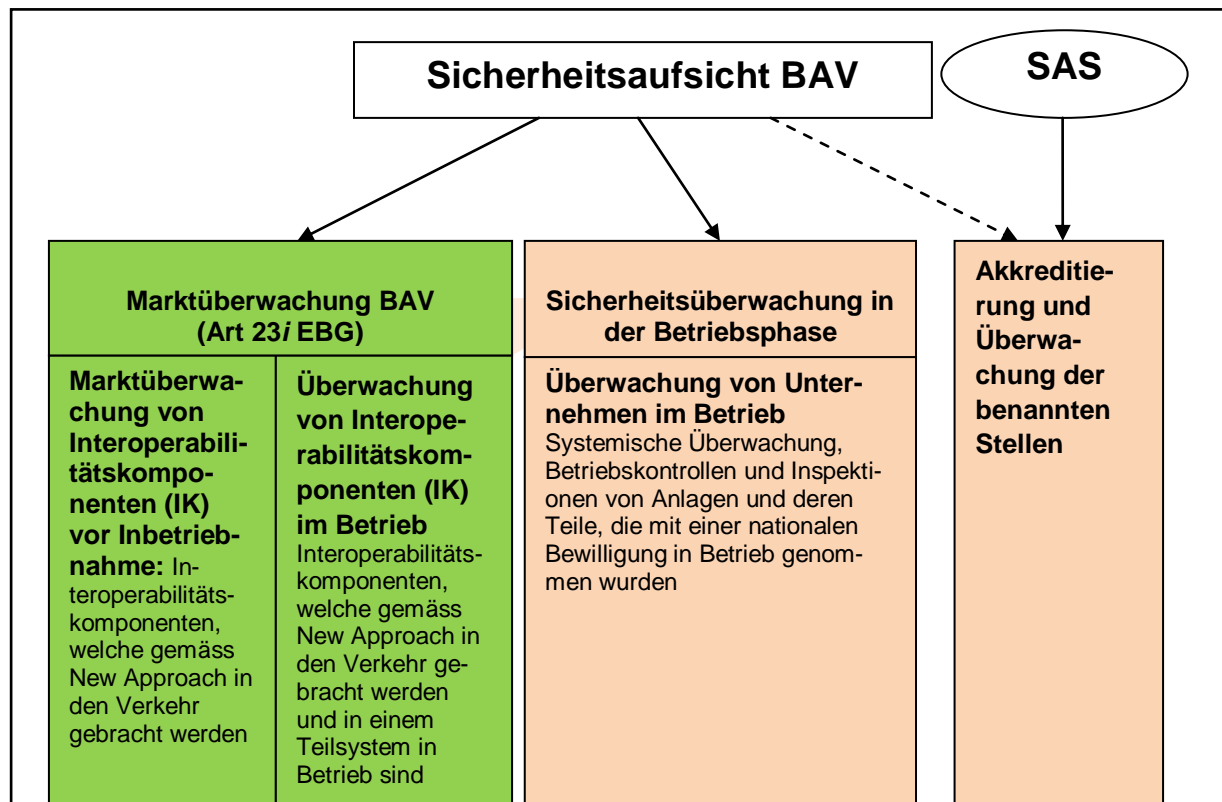 Sicherheitsaufsicht BAV
SAS
Marktüberwachung BAV
(Art 23i EBG)
Marktüberwa-
chung von
Interoperabili-
tätskompo-
nenten (IK)
vor Inbetrieb-
nahme: In-
teroperabilitäts-
komponenten,
welche gemäss
New Approach in
den Verkehr
gebracht werden
Überwachung
von Interope-
rabilitätskom-
ponenten (IK)
im Betrieb
Interoperabilitäts-
komponenten,
welche gemäss
New Approach in
den Verkehr ge-
bracht werden
und in einem
Teilsystem in
Betrieb sind
Sicherheitsüberwachung in
der Betriebsphase
Überwachung von Unter-
nehmen im Betrieb
Systemische Überwachung,
Betriebskontrollen und Inspekti-
onen von Anlagen und deren
Teile, die mit einer nationalen
Bewilligung in Betrieb genom-
men wurden
Akkreditie-
rung und
Überwa-
chung der
benannten
Stellen